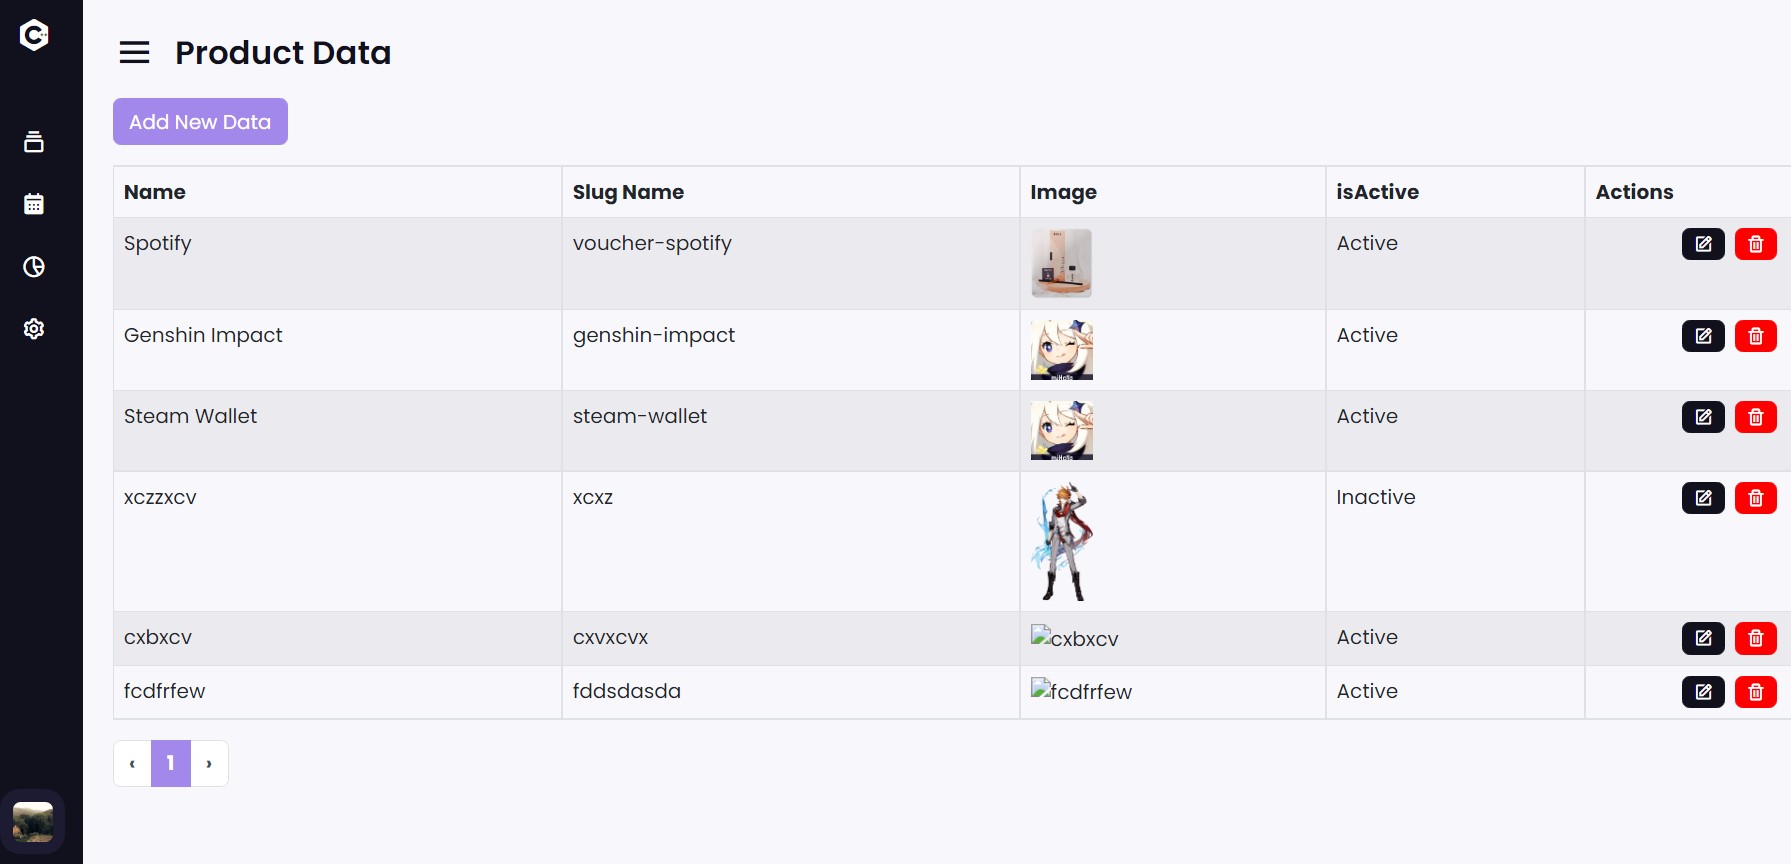 Product Data
Add New Data
Name Slug Name Image isActive Actions
Spotify voucher-spotify Active
Genshin Impact genshin-impact Active
Steam Wallet steam-wallet Active
xczzxcv xcxz Inactive
cxbxcv cxvxcvx cxbxcv Active
fcdfrfew fddsdasda fcdfrfew Active
‹ 1 ›